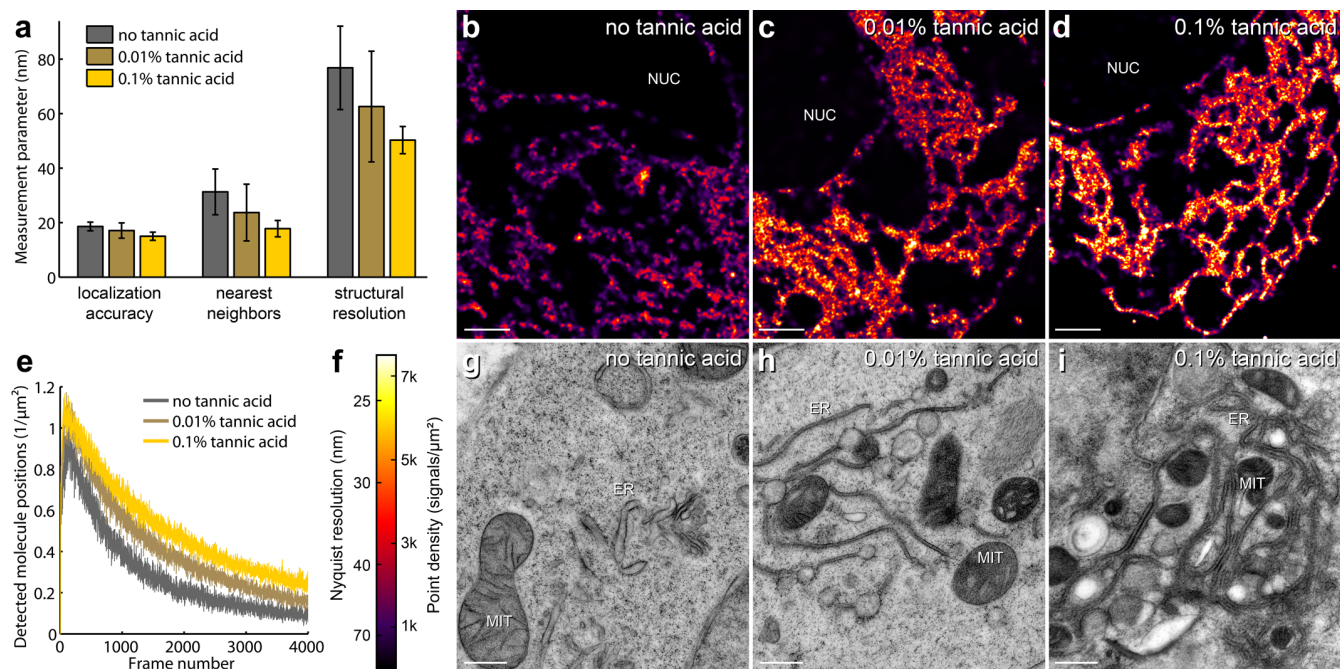 a
Measurement parameter (nm)
80
60
40
20
0
no tannic acid
0.01% tannic acid
0.1% tannic acid
localization
accuracy
nearest
neighbors
structural
resolution
b
no tannic acid
NUC
c
0.01% tannic acid
NUC
d
0.1% tannic acid
NUC
e
Detected molecule positions (1/µm²)
1.2
1
0.8
0.6
0.4
0.2
0
no tannic acid
0.01% tannic acid
0.1% tannic acid
0
1000
2000
3000
4000
Frame number
f
Nyquist resolution (nm)
25
30
40
70
7k
5k
3k
1k
Point density (signals/µm²)
g
no tannic acid
ER
MIT
h
0.01% tannic acid
ER
MIT
i
0.1% tannic acid
ER
MIT